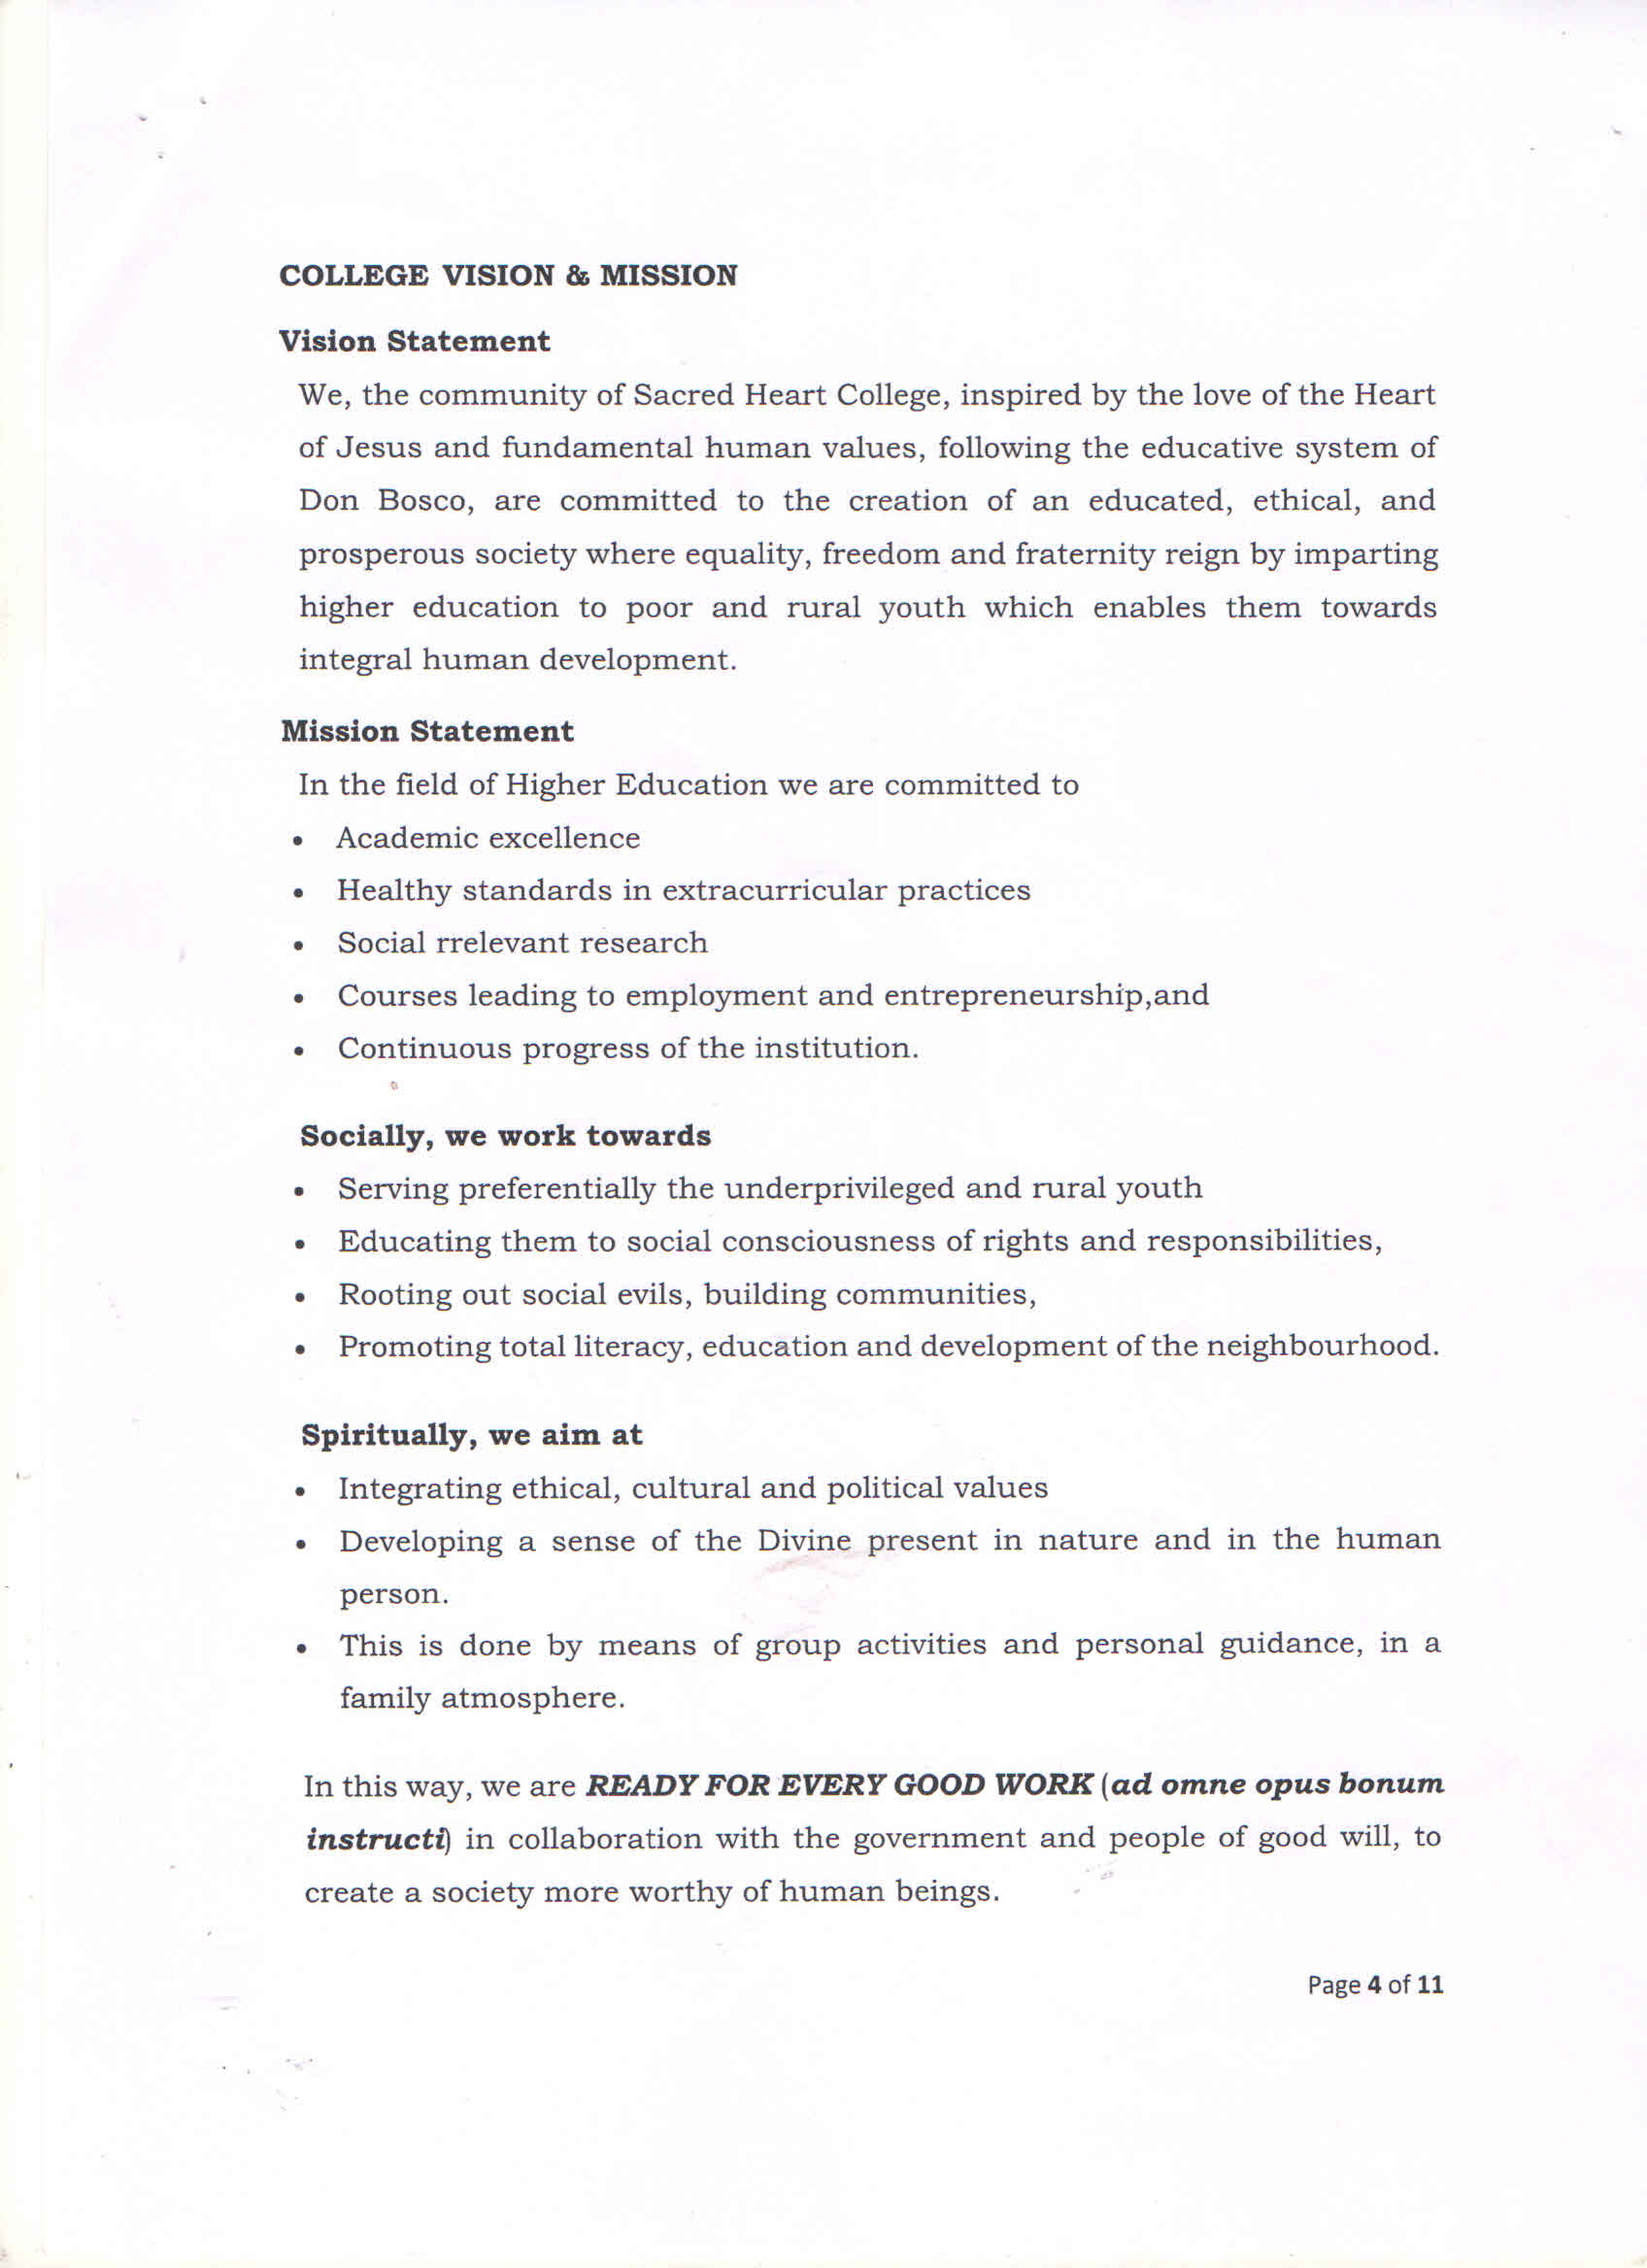 COLLEGE VISION & MISSION
Vision Statement
We, the community of Sacred Heart College, inspired by the love of the Heart
of Jesus and fundamental human values, following the educative system of
Don Bosco, are committed to the creation of an educated, ethical, and
prosperous society where equality, freedom and fraternity reign by imparting
higher education to poor and rural youth which enables them towards
integral human development.
Mission Statement
In the field of Higher Education we are committed to
• Academic excellence
• Healthy standards in extracurricular practices
• Social rrelevant research
• Courses leading to employment and entrepreneurship,and
• Continuous progress of the institution.
Socially, we work towards
• Serving preferentially the underprivileged and rural youth
• Educating them to social consciousness of rights and responsibilities,
• Rooting out social evils, building communities,
• Promoting total literacy, education and development of the neighbourhood.
Spiritually, we aim at
• Integrating ethical, cultural and political values
• Developing a sense of the Divine present in nature and in the human
person.
• This is done by means of group activities and personal guidance, in a
family atmosphere.
In this way, we are READY FOR EVERY GOOD WORK (ad omne opus bonum
instructi) in collaboration with the government and people of good will, to
create a society more worthy of human beings.
Page 4 of 11